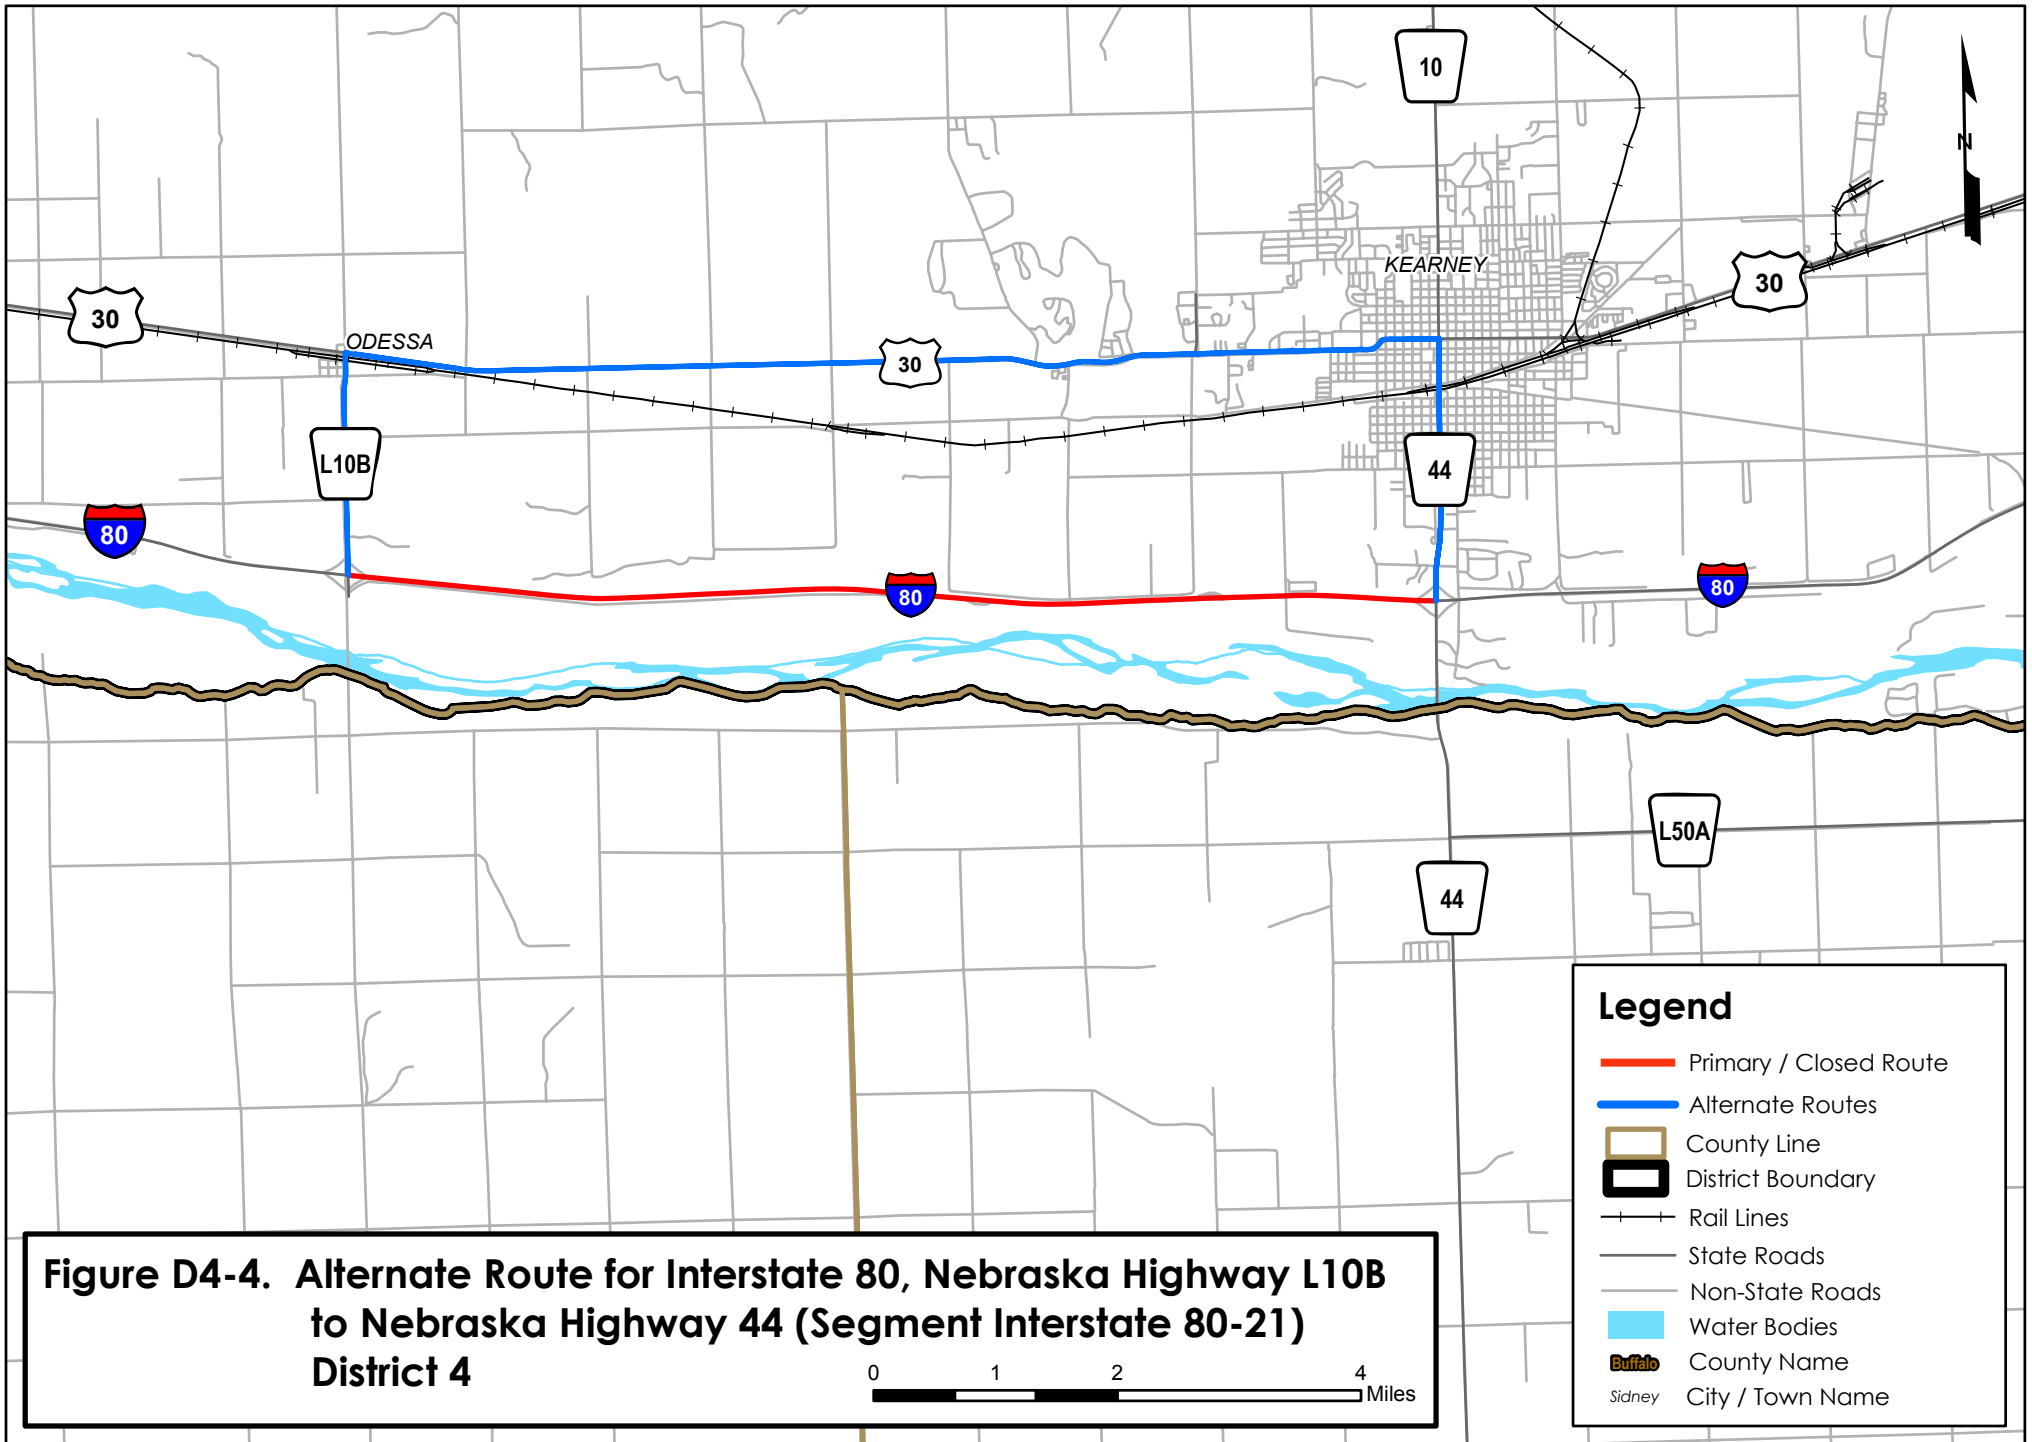 10
N
KEARNEY
30
30
ODESSA
30
L10B
44
80
80
80
L50A
44
Legend
Primary / Closed Route
Alternate Routes
County Line
District Boundary
Rail Lines
State Roads
Non-State Roads
Water Bodies
Buffalo County Name
Sidney City / Town Name
Figure D4-4. Alternate Route for Interstate 80, Nebraska Highway L10B
to Nebraska Highway 44 (Segment Interstate 80-21)
District 4
0 1 2 4
Miles